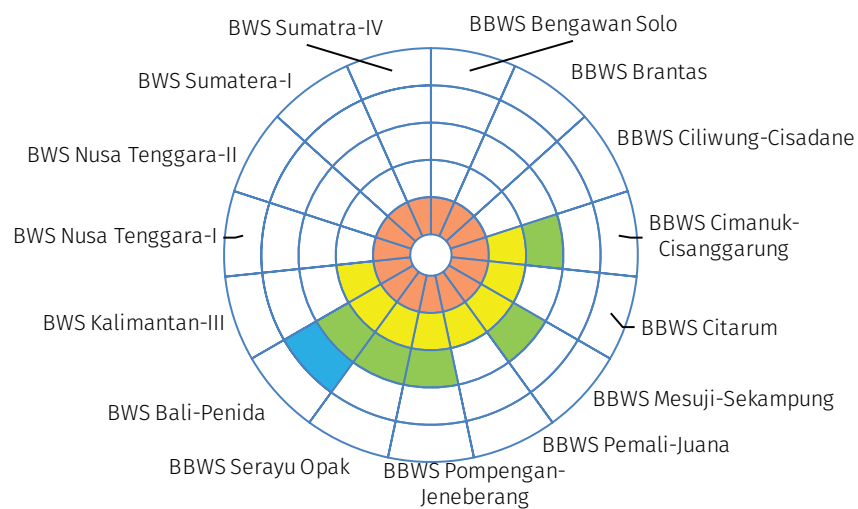 BWS Sumatra-IV
BBWS Bengawan Solo
BWS Sumatera-I
BBWS Brantas
BWS Nusa Tenggara-II
BBWS Ciliwung-Cisadane
BWS Nusa Tenggara-I
BBWS Cimanuk-
Cisanggarung
BWS Kalimantan-III
BBWS Citarum
BWS Bali-Penida
BBWS Mesuji-Sekampung
BBWS Serayu Opak
BBWS Pemali-Juana
BBWS Pompengan-
Jeneberang